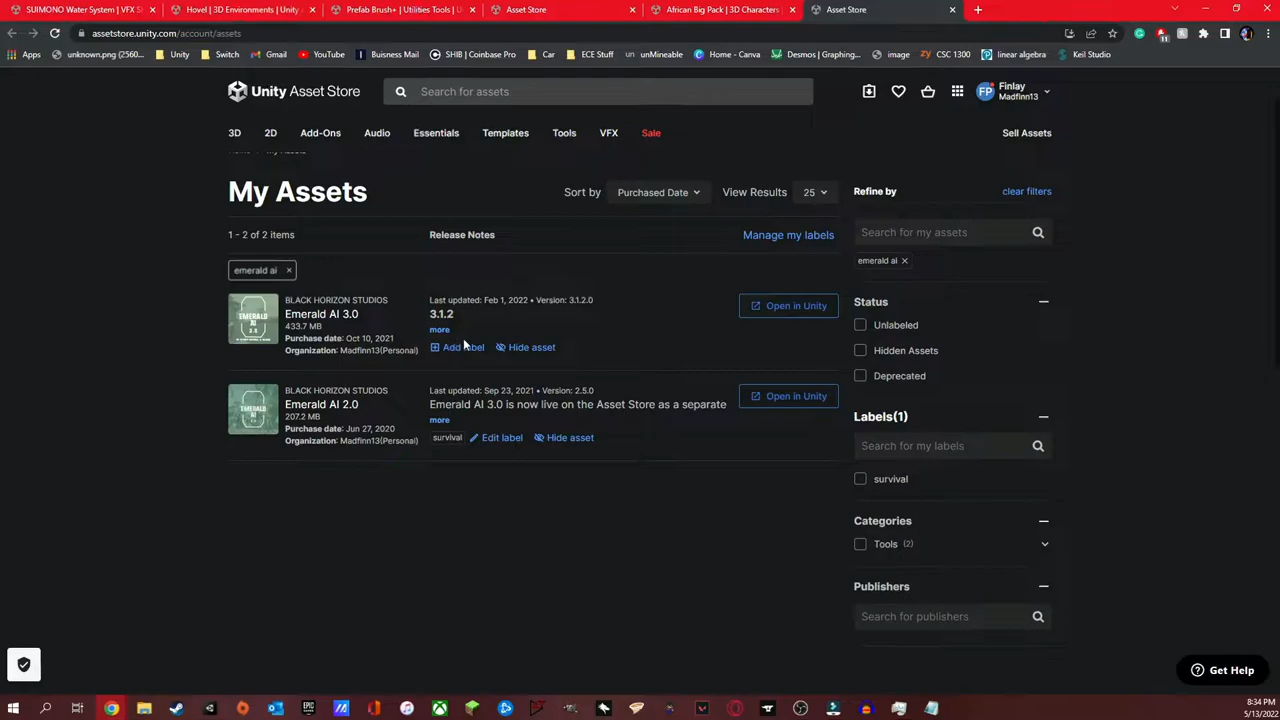 SUIMONO Water System | VFX S
Hovel | 3D Environments | Unity
Prefab Brush+ | Utilities Tools | U
Asset Store
African Big Pack | 3D Characters
Asset Store
assetstore.unity.com/account/assets
Apps
unknown.png (2560...
Unity
Switch
Gmail
YouTube
Buisness Mail
SHIB | Coinbase Pro
Car
ECE Stuff
unMineable
Home - Canva
Desmos | Graphing...
image
CSC 1300
linear algebra
Keil Studio
Unity Asset Store
Search for assets
FP
Finlay
Madfinn13
3D
2D
Add-Ons
Audio
Essentials
Templates
Tools
VFX
Sale
Sell Assets
My Assets
Sort by
Purchased Date
View Results
25
Refine by
clear filters
1 - 2 of 2 items
Release Notes
Manage my labels
Search for my assets
emerald ai
emerald ai
EMERALD
AI
3.0
BLACK HORIZON STUDIOS
Emerald AI 3.0
433.7 MB
Purchase date: Oct 10, 2021
Organization: Madfinn13(Personal)
Last updated: Feb 1, 2022 • Version: 3.1.2.0
3.1.2
more
Add label
Hide asset
Open in Unity
Status
Unlabeled
Hidden Assets
Deprecated
EMERALD
AI
BLACK HORIZON STUDIOS
Emerald AI 2.0
207.2 MB
Purchase date: Jun 27, 2020
Organization: Madfinn13(Personal)
Last updated: Sep 23, 2021 • Version: 2.5.0
Emerald AI 3.0 is now live on the Asset Store as a separate
more
survival
Edit label
Hide asset
Open in Unity
Labels(1)
Search for my labels
survival
Categories
Tools (2)
Publishers
Search for publishers
Get Help
8:34 PM
5/13/2022